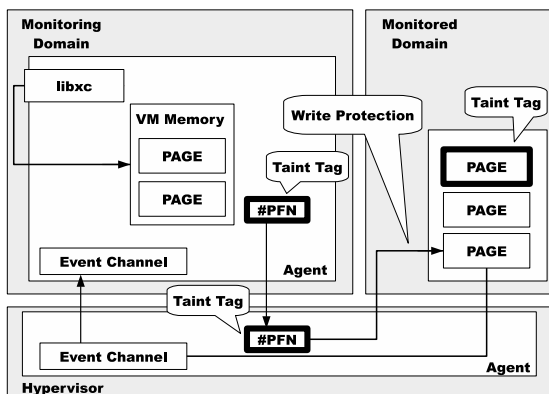 Monitoring
Domain
libxc
VM Memory
PAGE
PAGE
Taint Tag
#PFN
Event Channel
Agent
Monitored
Domain
Taint Tag
Write Protection
PAGE
PAGE
PAGE
Taint Tag
#PFN
Event Channel
Agent
Hypervisor